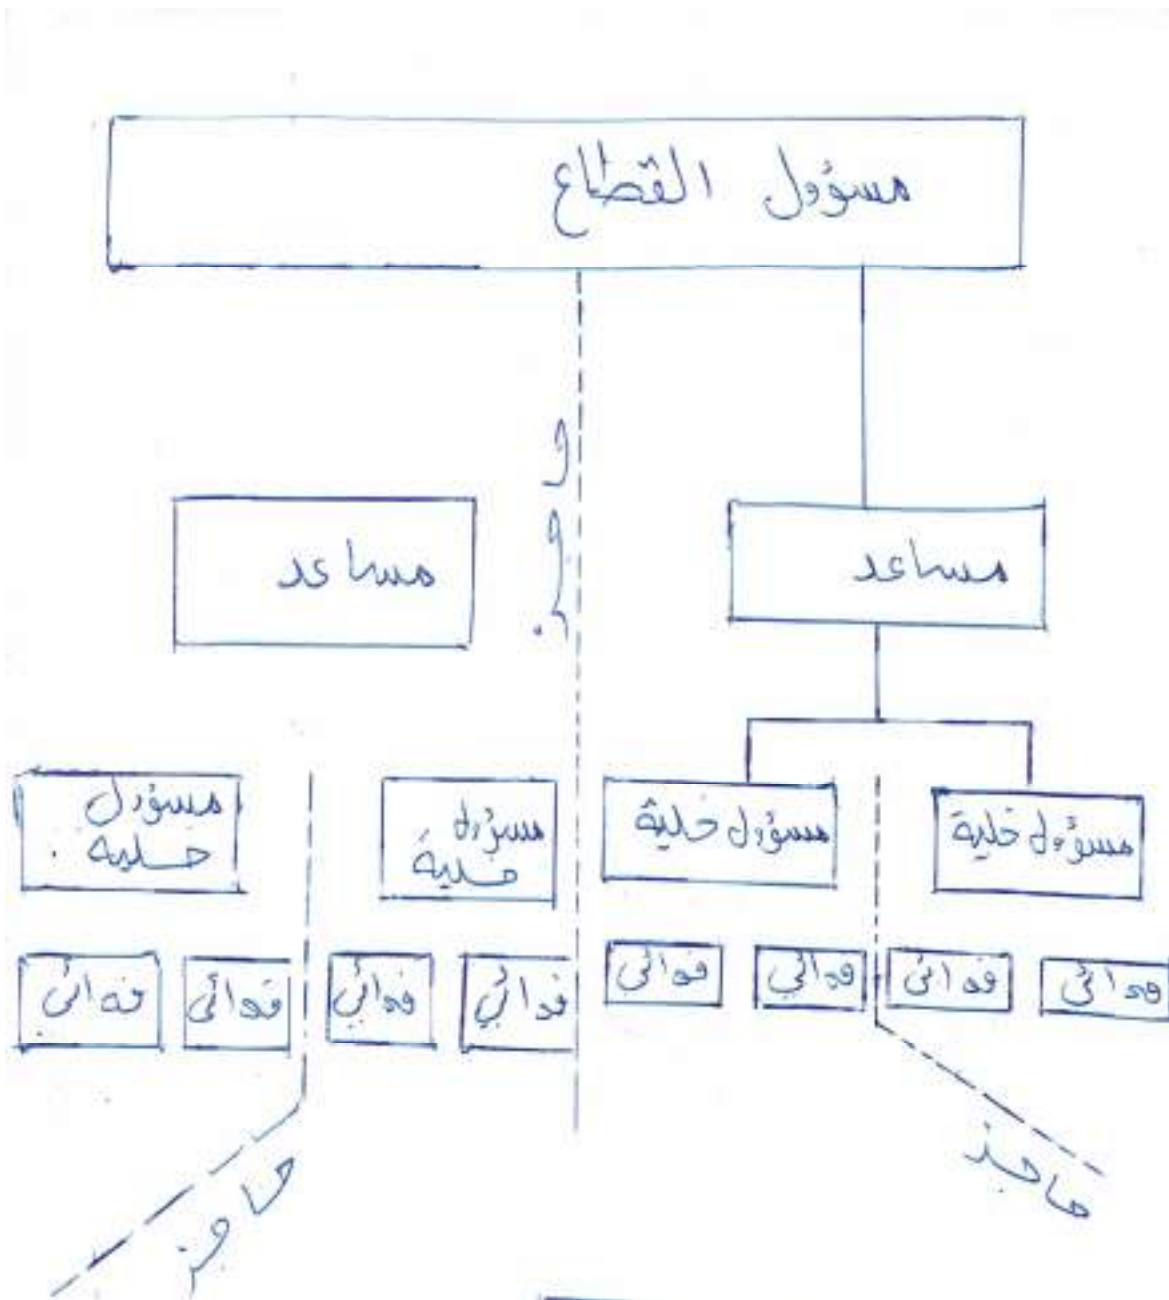 مسؤول القطاع
مساعد
مساعد
مسؤول خلية
مسؤول خلية
مسؤول
خلية
مسؤول
خلية
فدائي
فدائي
فدائي
فدائي
فدائي
فدائي
فدائي
فدائي
حاجز
حاجز